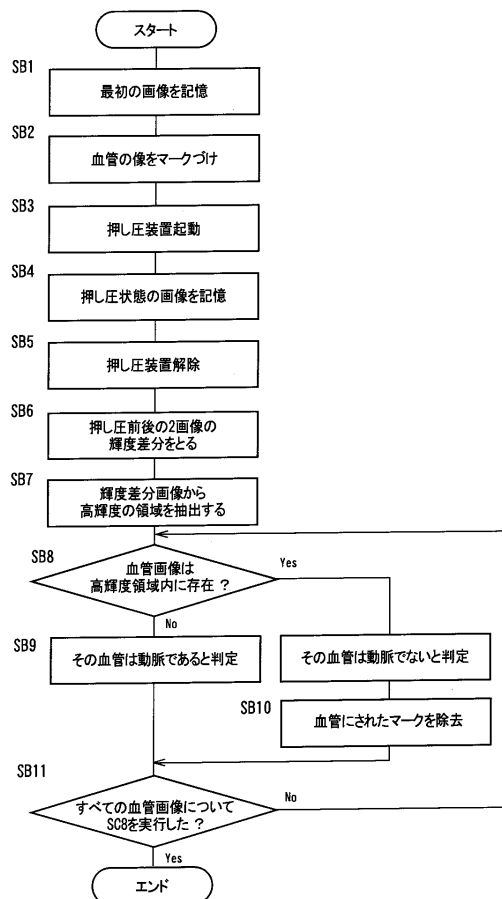 スタート
SB1
最初の画像を記憶
SB2
血管の像をマークづけ
SB3
押し圧装置起動
SB4
押し圧状態の画像を記憶
SB5
押し圧装置解除
SB6
押し圧前後の2画像の
輝度差分をとる
SB7
輝度差分画像から
高輝度の領域を抽出する
SB8
血管画像は
高輝度領域内に存在 ?
Yes
No
SB9
その血管は動脈であると判定
その血管は動脈でないと判定
SB10
血管にされたマークを除去
SB11
すべての血管画像について
SC8を実行した ?
No
Yes
エンド